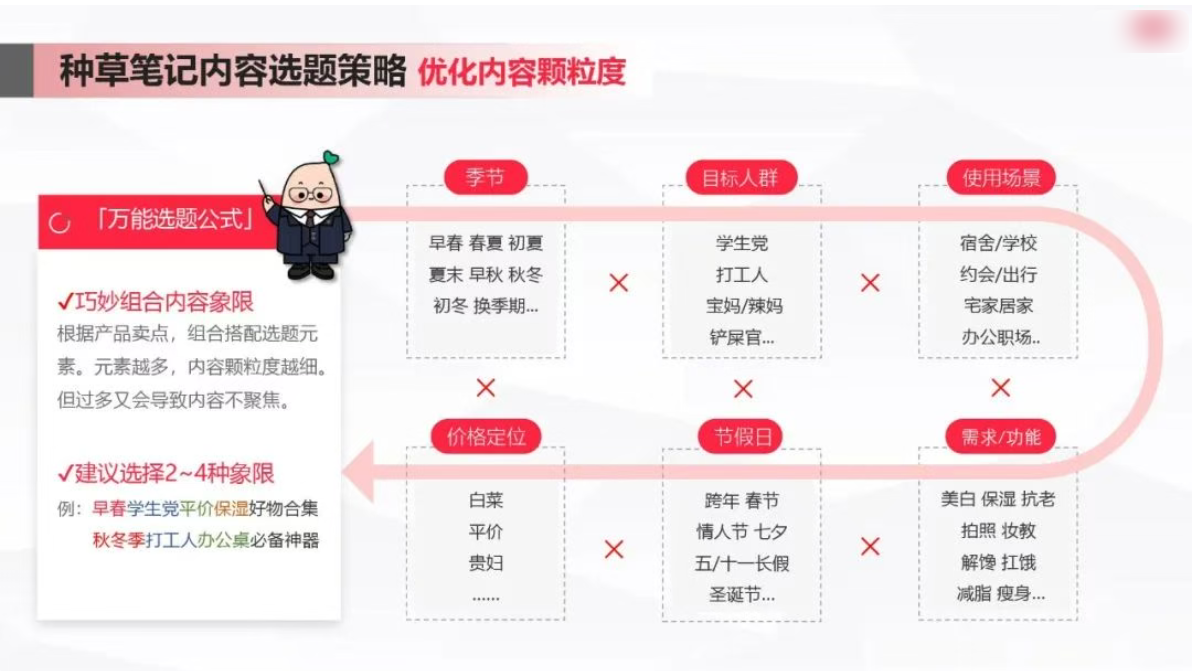 种草笔记内容选题策略 优化内容颗粒度
「万能选题公式」
✓巧妙组合内容象限
根据产品卖点，组合搭配选题元
素。元素越多，内容颗粒度越细。
但过多又会导致内容不聚焦。
✓建议选择2~4种象限
例：早春学生党平价保湿好物合集
秋冬季打工人办公桌必备神器
季节
早春 春夏 初夏
夏末 早秋 秋冬
初冬 换季期...
×
目标人群
学生党
打工人
宝妈/辣妈
铲屎官...
×
使用场景
宿舍/学校
约会/出行
宅家居家
办公职场..
×
×
×
价格定位
白菜
平价
贵妇
......
×
节假日
跨年 春节
情人节 七夕
五/十一长假
圣诞节...
×
需求/功能
美白 保湿 抗老
拍照 妆教
解馋 扛饿
减脂 瘦身...